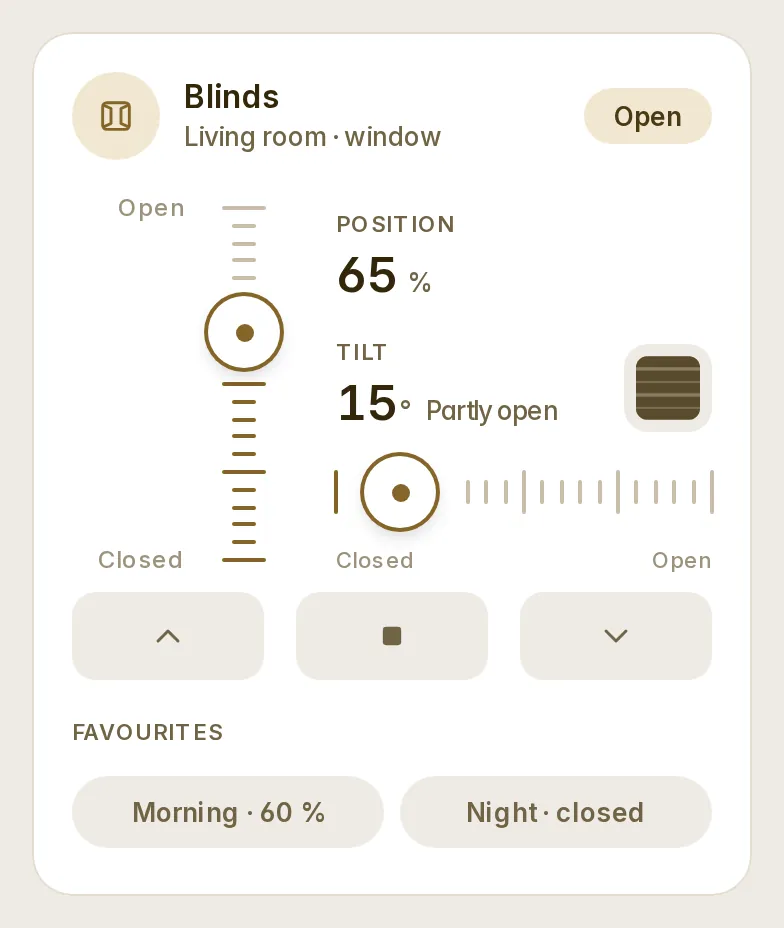 Blinds
Living room · window
Open
Open
POSITION
65 %
TILT
15° Partly open
Closed
Closed
Open
FAVOURITES
Morning · 60 %
Night · closed